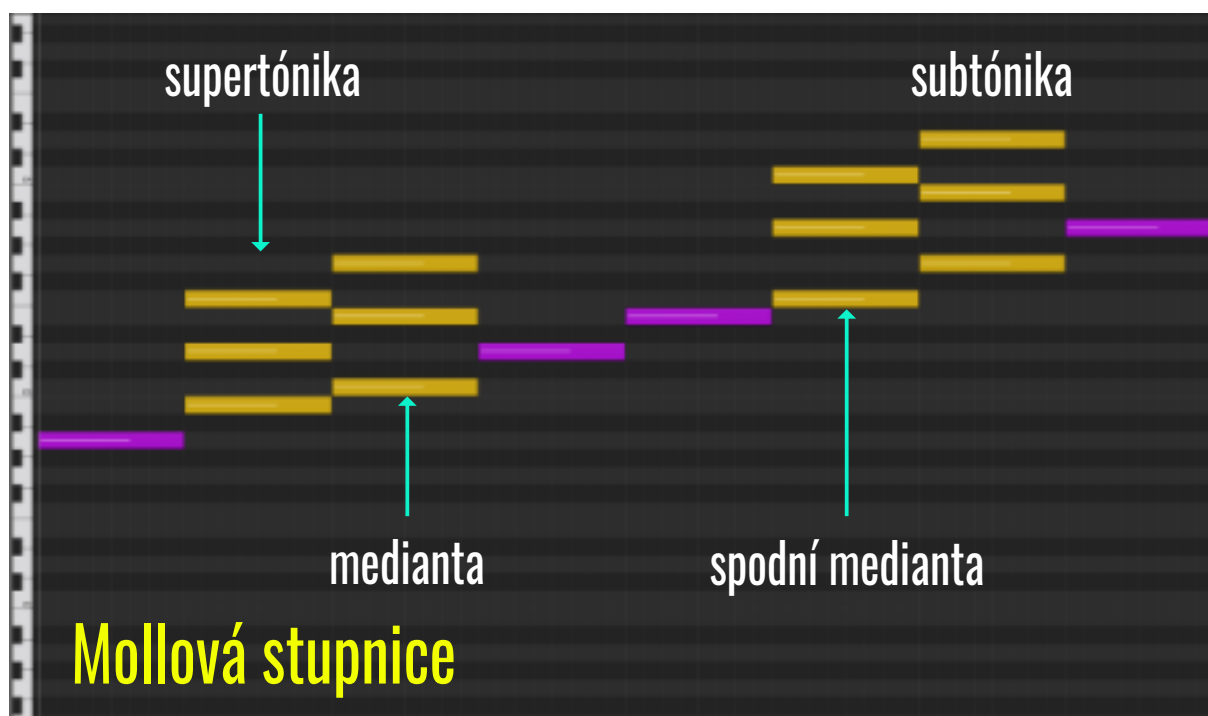 supertónika
subtónika
medianta
spodní medianta
Mollová stupnice